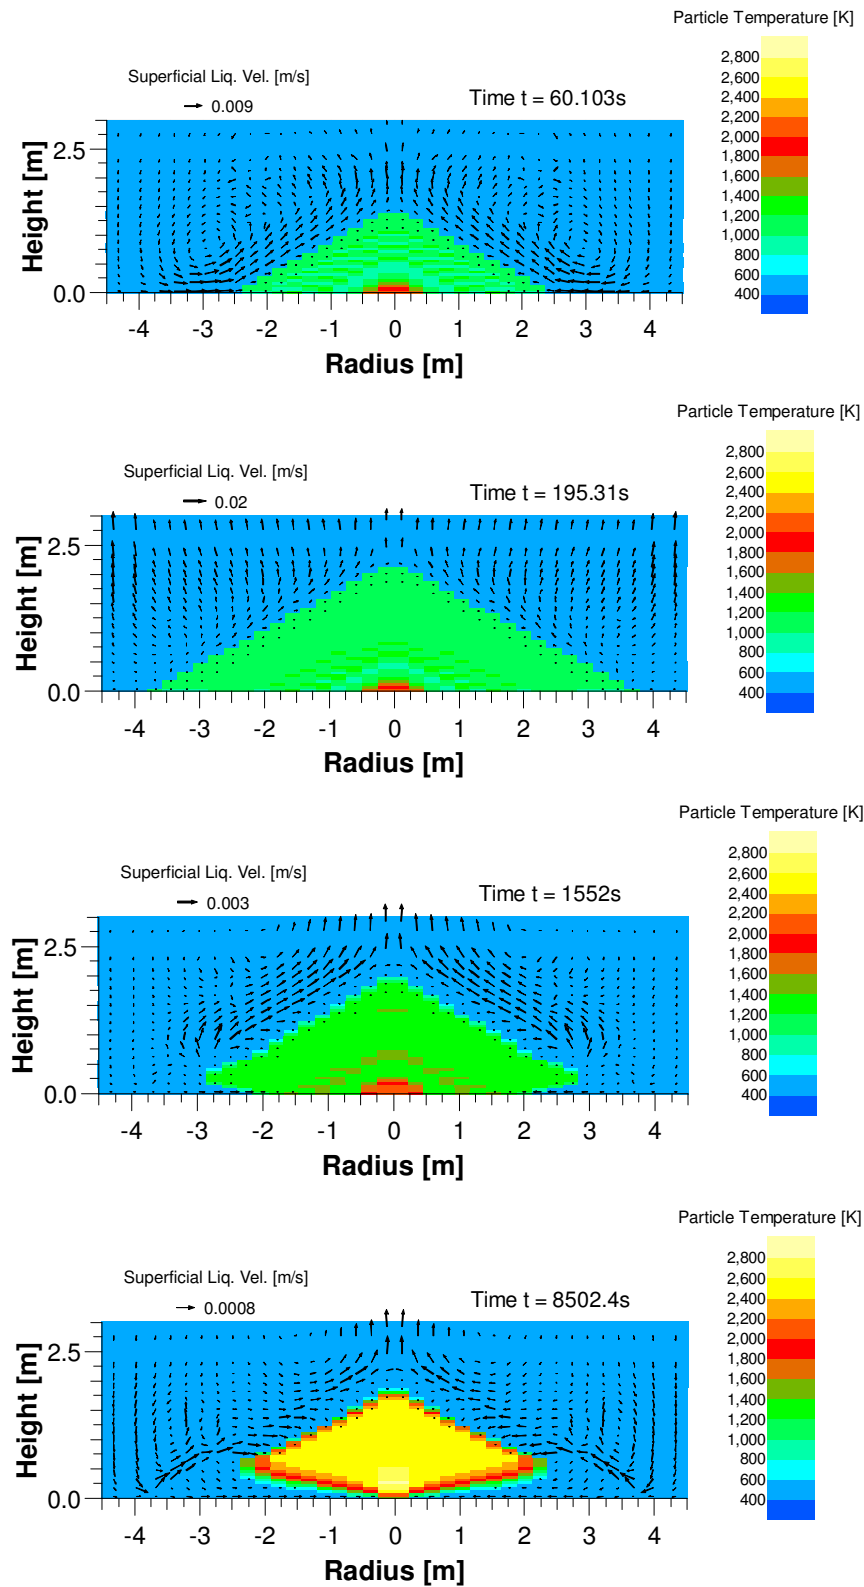 Particle Temperature [K]
Superficial Liq. Vel. [m/s]
0.009
Time t = 60.103s
2,800
2,600
2,400
2,200
2,000
1,800
1,600
1,400
1,200
1,000
800
600
400
Height [m]
2.5
0.0
-4 -3 -2 -1 0 1 2 3 4
Radius [m]
Particle Temperature [K]
Superficial Liq. Vel. [m/s]
0.02
Time t = 195.31s
2,800
2,600
2,400
2,200
2,000
1,800
1,600
1,400
1,200
1,000
800
600
400
Height [m]
2.5
0.0
-4 -3 -2 -1 0 1 2 3 4
Radius [m]
Particle Temperature [K]
Superficial Liq. Vel. [m/s]
0.003
Time t = 1552s
2,800
2,600
2,400
2,200
2,000
1,800
1,600
1,400
1,200
1,000
800
600
400
Height [m]
2.5
0.0
-4 -3 -2 -1 0 1 2 3 4
Radius [m]
Particle Temperature [K]
Superficial Liq. Vel. [m/s]
0.0008
Time t = 8502.4s
2,800
2,600
2,400
2,200
2,000
1,800
1,600
1,400
1,200
1,000
800
600
400
Height [m]
2.5
0.0
-4 -3 -2 -1 0 1 2 3 4
Radius [m]